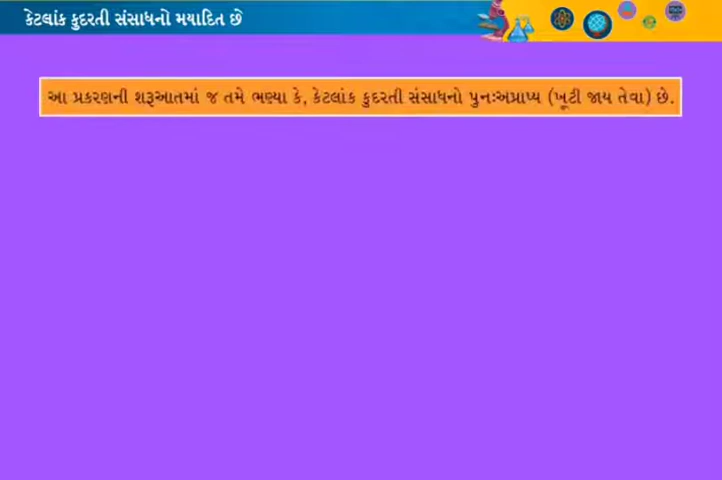 કેટલાંક કુદરતી સંસાધનો મર્યાદિત છે
આ પ્રકરણની શરૂઆતમાં જ તમે ભણ્યા કે, કેટલાંક કુદરતી સંસાધનો પુનઃઅપ્રાપ્ય (ખૂટી જાય તેવા) છે.